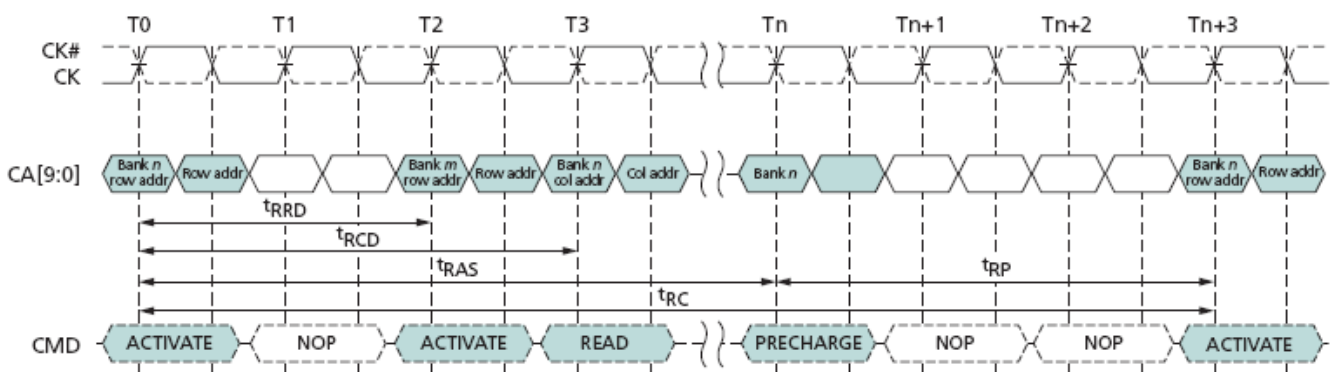 T0 T1 T2 T3 Tn Tn+1 Tn+2 Tn+3
CK#
CK
CA[9:0]
Bank n row addr
Row addr
Bank m row addr
Row addr
Bank n col addr
Col addr
Bank n
Bank n row addr
Row addr
tRRD
tRCD
tRAS tRP
tRC
CMD ACTIVATE NOP ACTIVATE READ PRECHARGE NOP NOP ACTIVATE